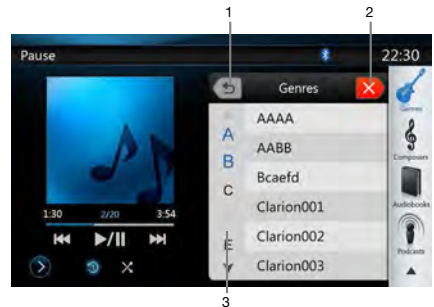 1
2
Pause
22:30
Genres
AAAA
AABB
Bcaefd
Clarion001
Clarion002
Clarion003
A
B
C
E
1:30
2/20
3:54
Genres
Composers
Audiobooks
Podcasts
3